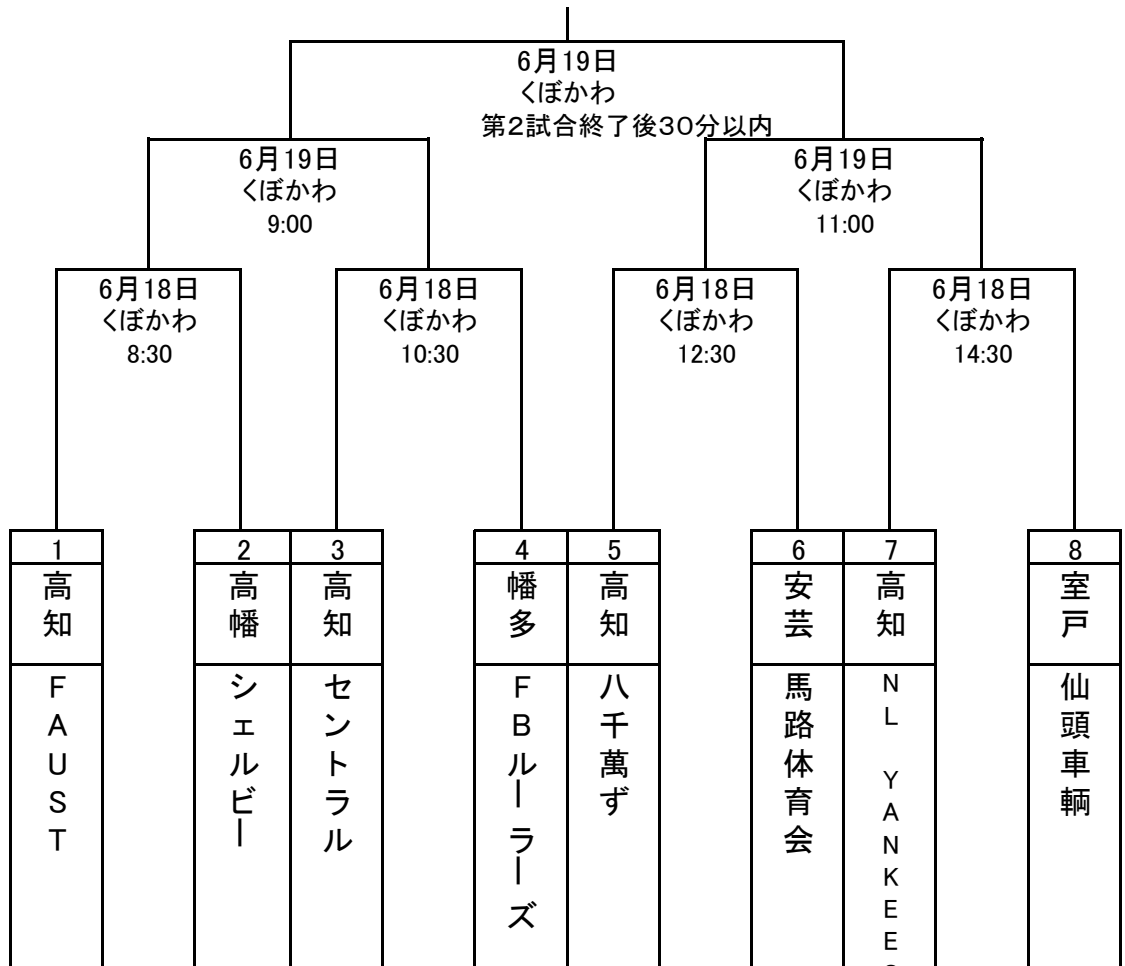 6月19日
くぼかわ
第2試合終了後30分以内
6月19日
くぼかわ
9:00
6月19日
くぼかわ
11:00
6月18日
くぼかわ
8:30
6月18日
くぼかわ
10:30
6月18日
くぼかわ
12:30
6月18日
くぼかわ
14:30
1
高知
FAUST
2
高幡
シェルビー
3
高知
セントラル
4
幡多
FBルーラーズ
5
高知
八千萬ず
6
安芸
馬路体育会
7
高知
NL YANKEE
8
室戸
仙頭車輌